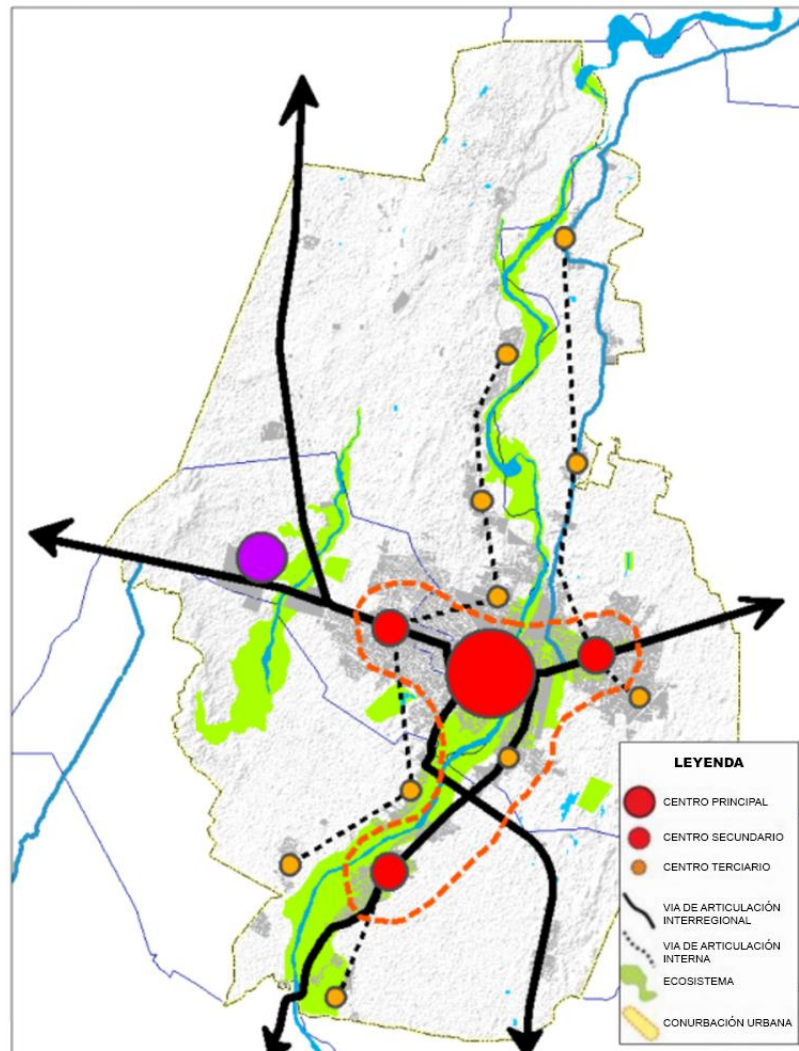 LEYENDA
CENTRO PRINCIPAL
CENTRO SECUNDARIO
CENTRO TERCIARIO
VIA DE ARTICULACIÓN
INTERREGIONAL
VIA DE ARTICULACIÓN
INTERNA
ECOSISTEMA
CONURBACIÓN URBANA